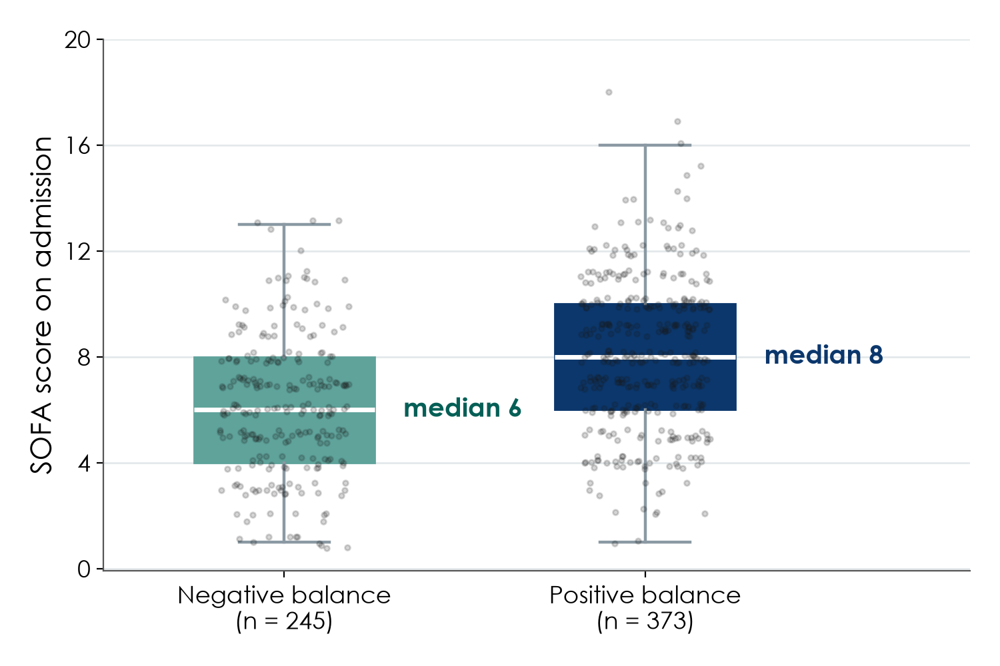 SOFA score on admission
20
16
12
8
4
0
median 6
median 8
Negative balance
(n = 245)
Positive balance
(n = 373)